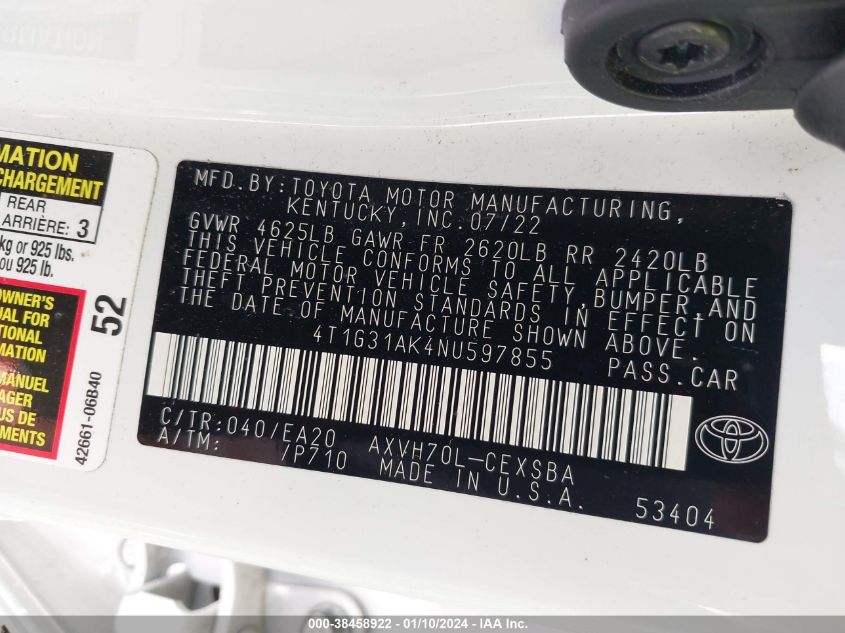 RMATION
MATION
CHARGEMENT
REAR
ARRIÈRE: 3
kg or 925 lbs.
ou 925 lb.
OWNER'S
UAL FOR
TIONAL
RMATION
MANUEL
AGER
US DE
EMENTS
52
42661-06B40
MFD. BY: TOYOTA MOTOR MANUFACTURING,
KENTUCKY, INC. 07/22
GVWR 4625LB GAWR FR 2620LB RR 2420LB
THIS VEHICLE CONFORMS TO ALL APPLICABLE
FEDERAL MOTOR VEHICLE SAFETY, BUMPER, AND
THEFT PREVENTION STANDARDS IN EFFECT ON
THE DATE OF MANUFACTURE SHOWN ABOVE.
4T1G31AK4NU597855 PASS. CAR
C/TR: 040/EA20 AXVH70L-CEXSBA
A/TM: /P710 MADE IN U.S.A.
53404
000-38458922 - 01/10/2024 - IAA Inc.